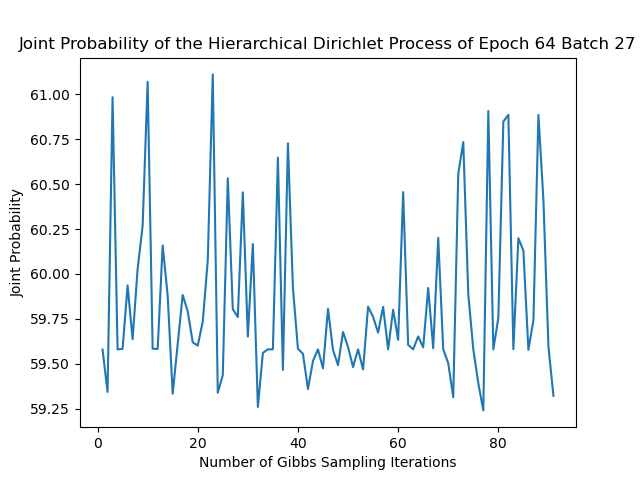 Joint Probability of the Hierarchical Dirichlet Process of Epoch 64 Batch 27
61.00
60.75
60.50
60.25
60.00
59.75
59.50
59.25
Joint Probability
0 20 40 60 80
Number of Gibbs Sampling Iterations